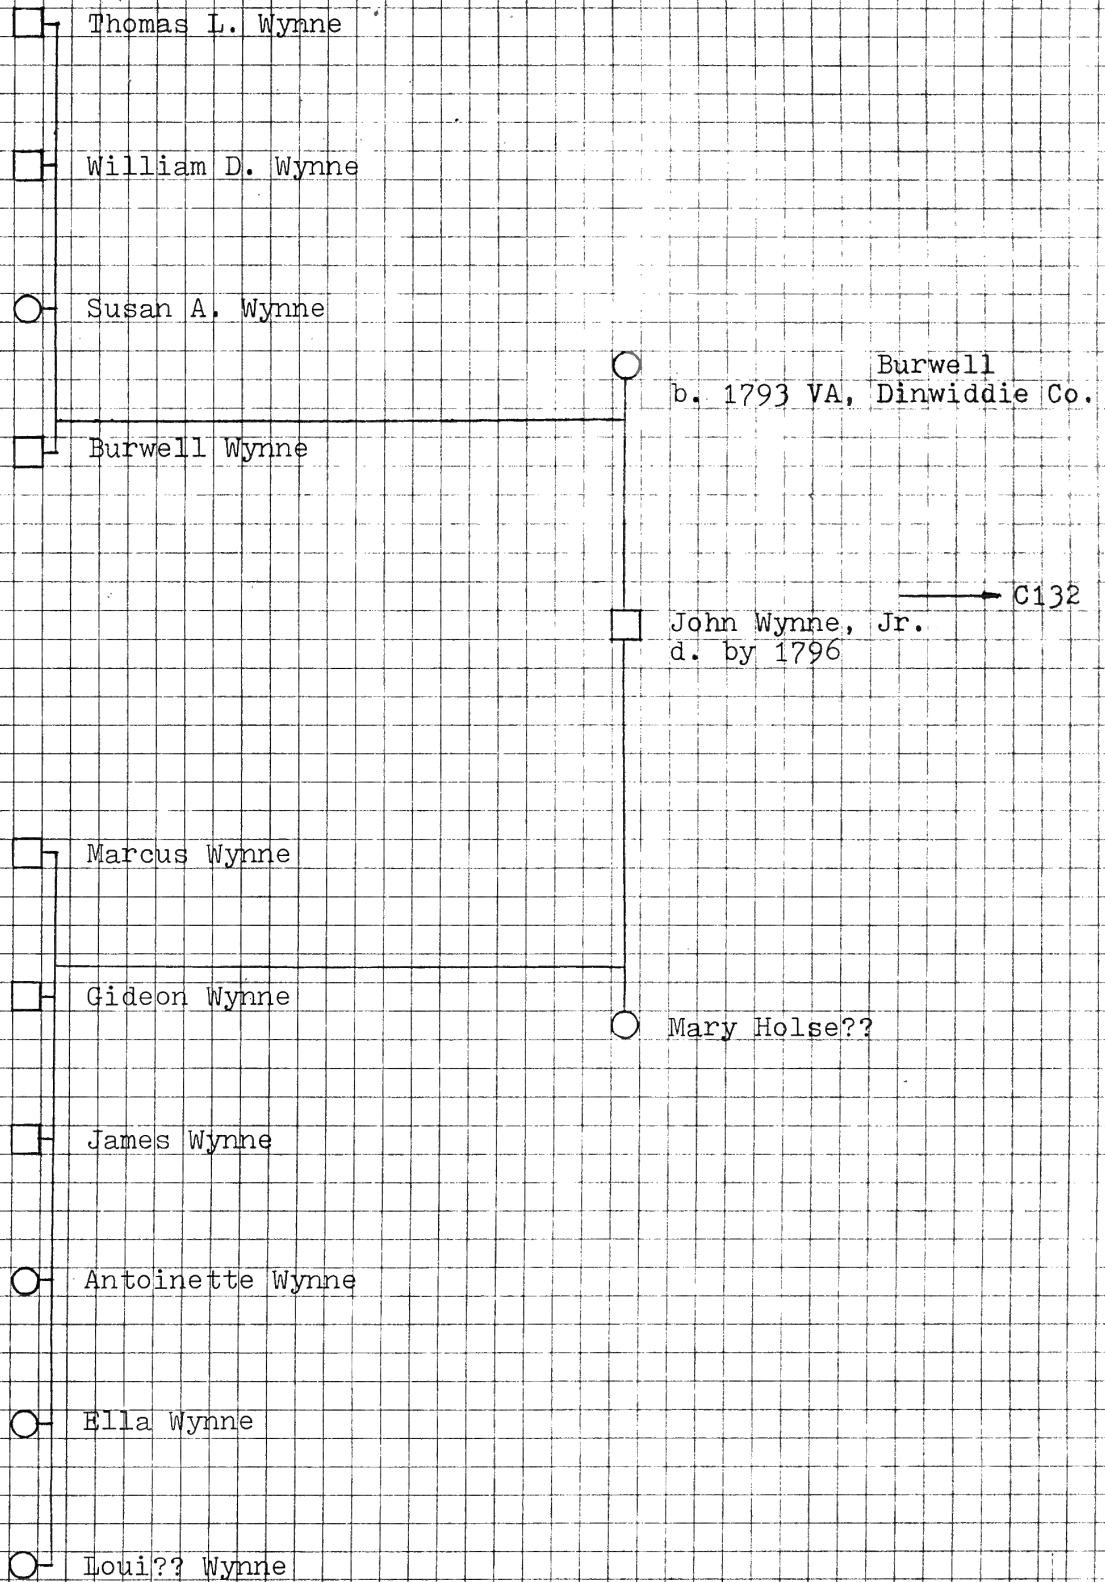 Thomas L. Wynne
William D. Wynne
Susan A. Wynne
Burwell
b. 1793 VA, Dinwiddie Co.
Burwell Wynne
C132
John Wynne, Jr.
d. by 1796
Marcus Wynne
Gideon Wynne
Mary Holse??
James Wynne
Antoinette Wynne
Ella Wynne
Loui?? Wynne